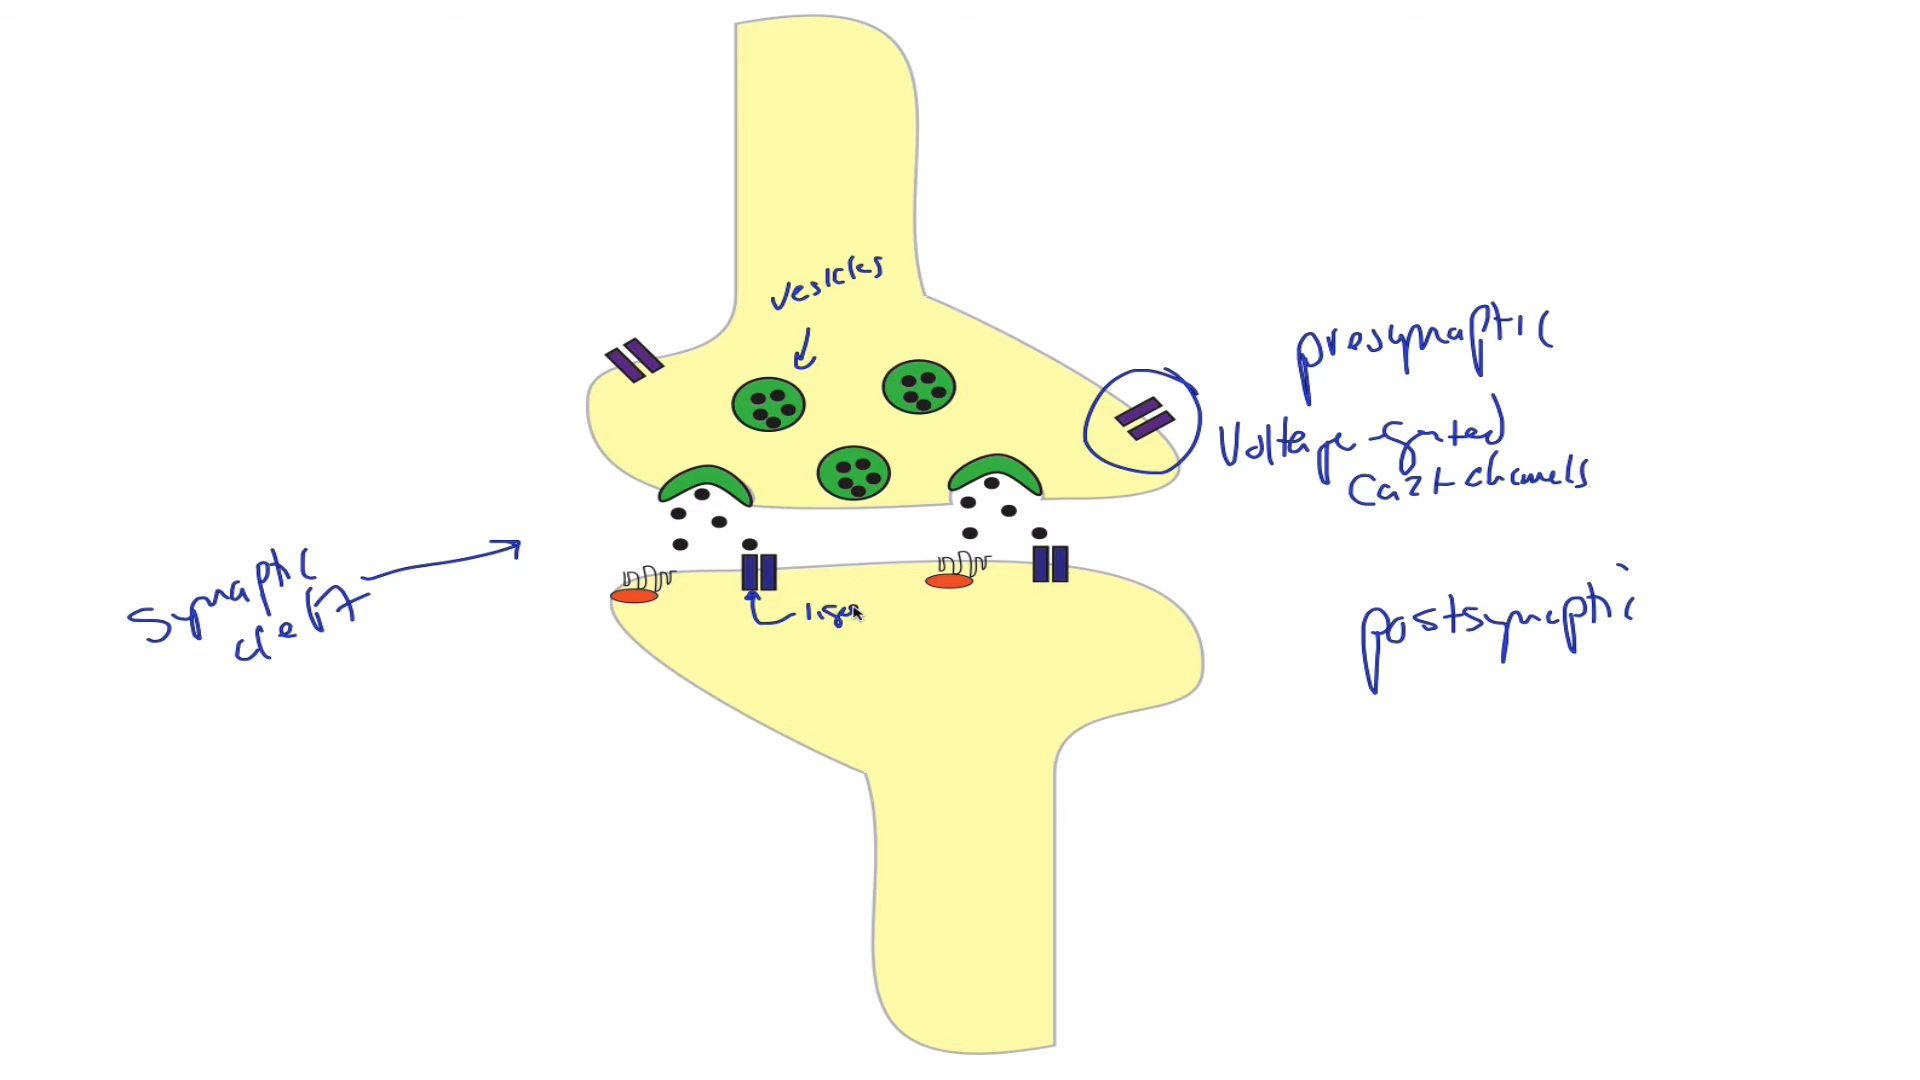 vesicles
presynaptic
Voltage-gated
Ca2+ channels
Synaptic
cleft
postsynaptic